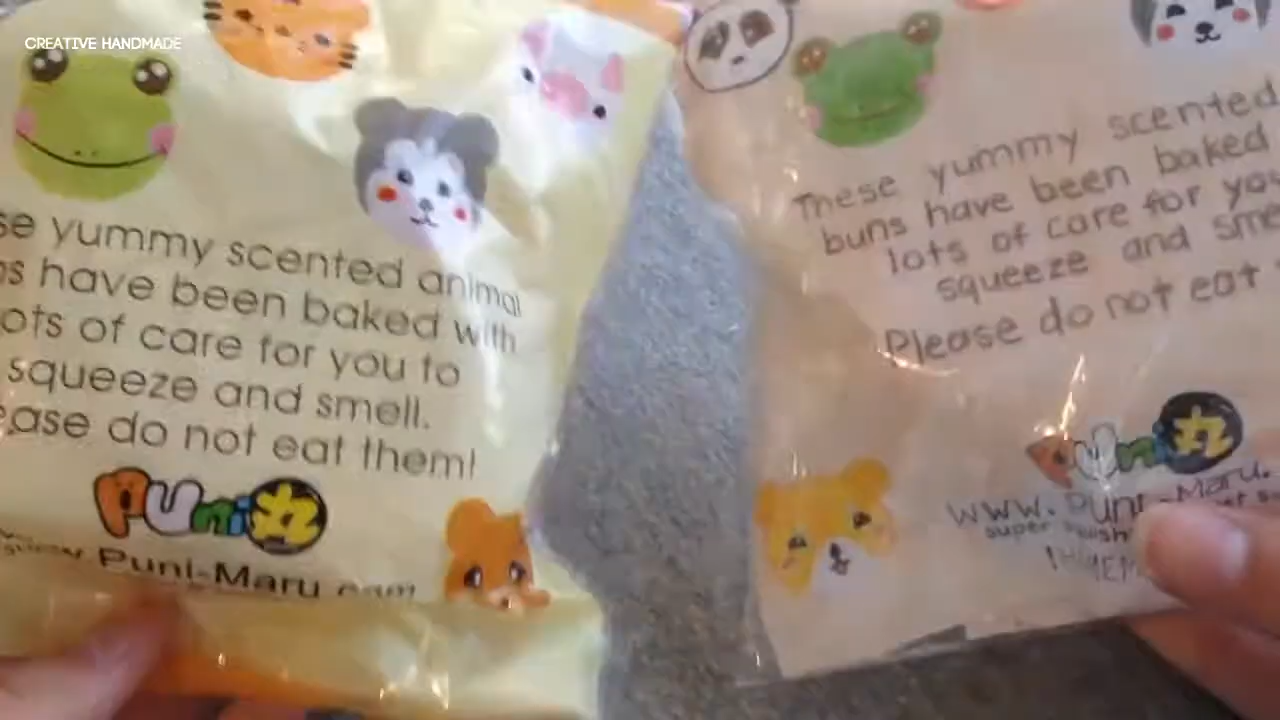 CREATIVE HANDMADE
se yummy scented animal
s have been baked with
ots of care for you to
squeeze and smell.
ease do not eat them!
PUni丸
Puni-Maru.com
These yummy scented
buns have been baked
lots of care for you
squeeze and sme
Please do not eat
PUni丸
www.Puni-Maru.
super